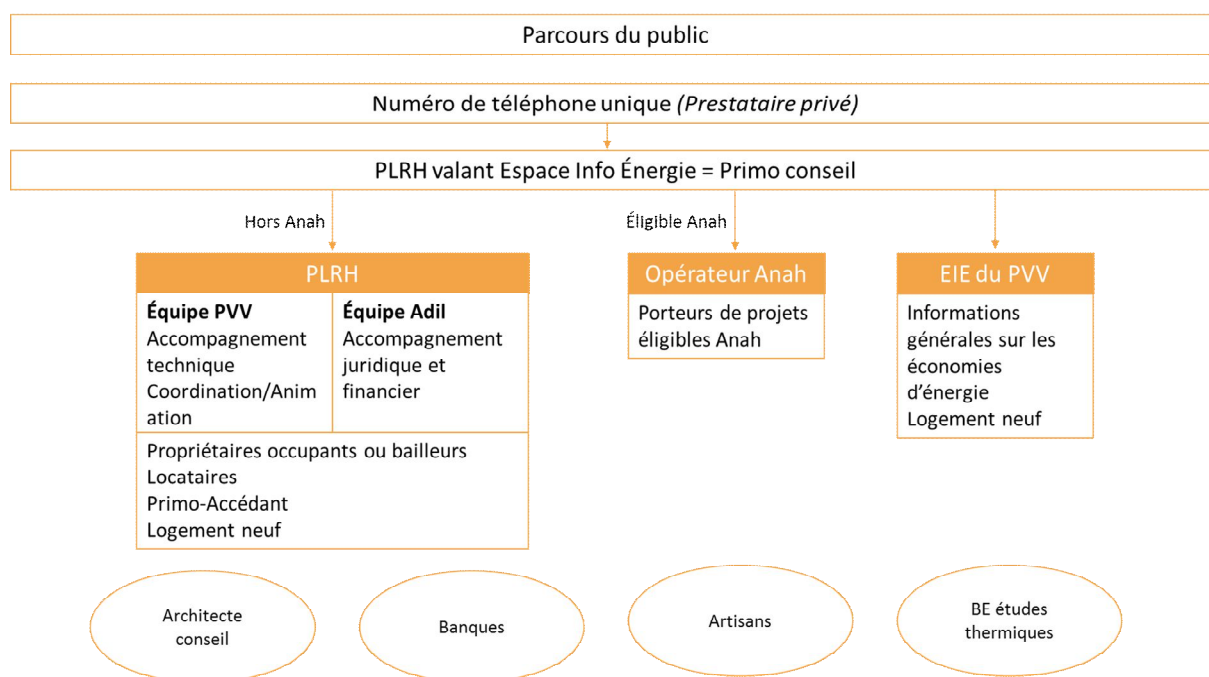 Parcours du public
Numéro de téléphone unique (Prestataire privé)
PLRH valant Espace Info Énergie = Primo conseil
Hors Anah
Éligible Anah
PLRH
Équipe PVV
Accompagnement
technique
Coordination/Anim
ation
Équipe Adil
Accompagnement
juridique et
financier
Propriétaires occupants ou bailleurs
Locataires
Primo-Accédant
Logement neuf
Opérateur Anah
Porteurs de projets
éligibles Anah
EIE du PVV
Informations
générales sur les
économies
d'énergie
Logement neuf
Architecte
conseil
Banques
Artisans
BE études
thermiques